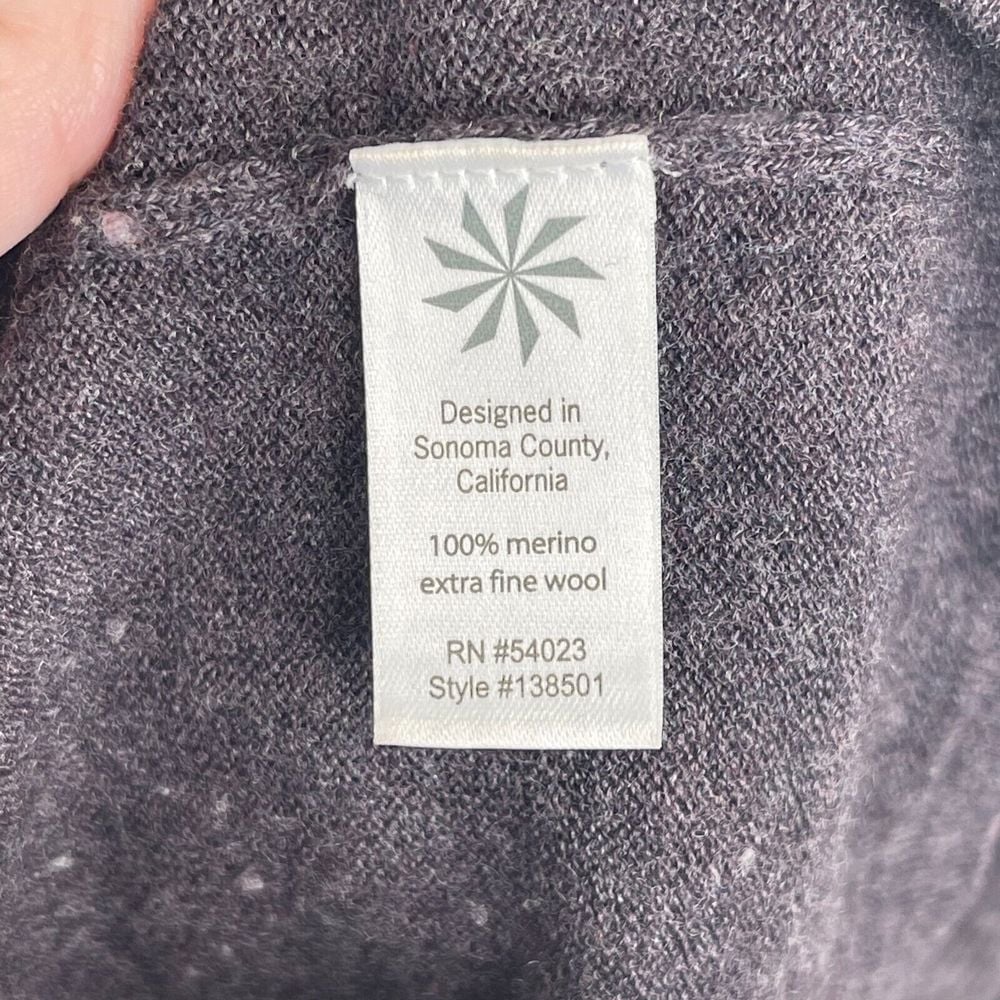 Designed in
Sonoma County,
California
100% merino
extra fine wool
RN #54023
Style #138501